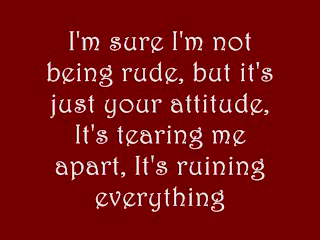 I'm sure I'm not
being rude, but it's
just your attitude,
It's tearing me
apart, It's ruining
everything